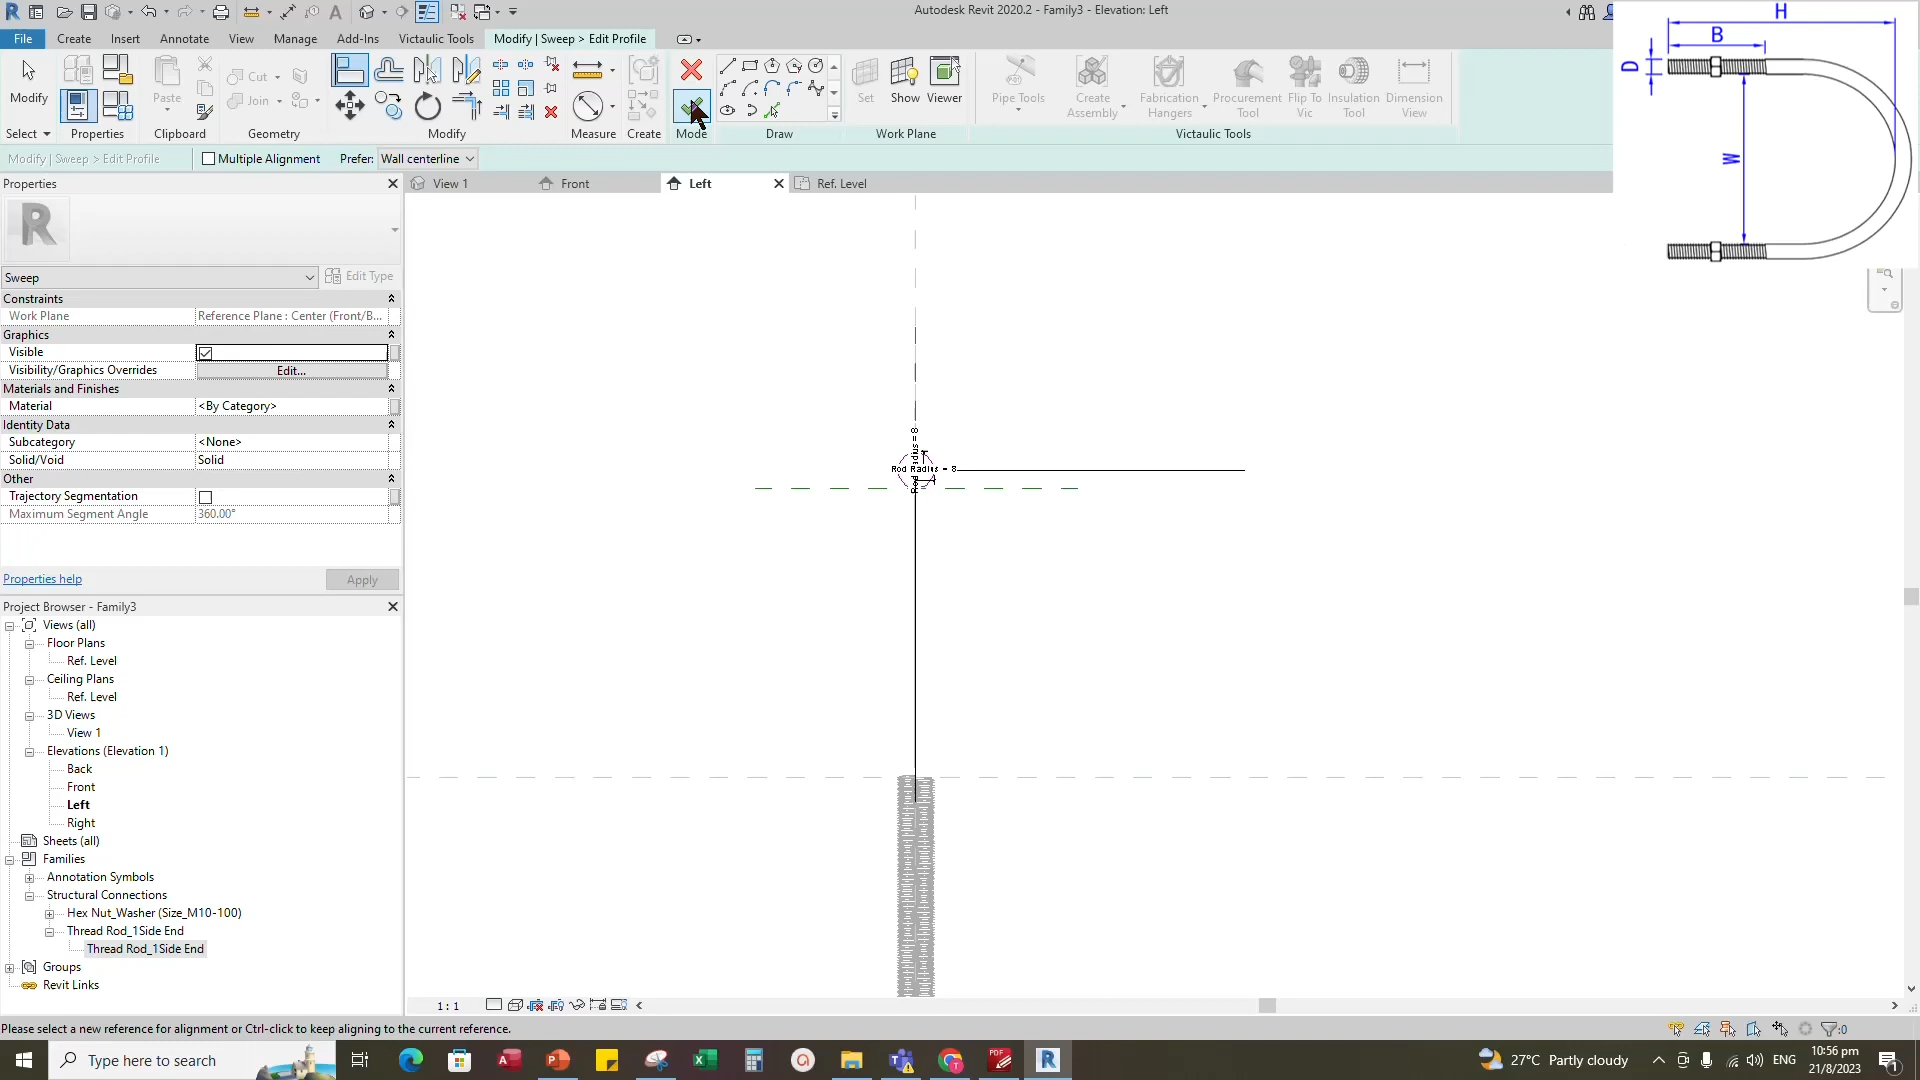 Autodesk Revit 2020.2 - Family3 - Elevation: Left
File Create Insert Annotate View Manage Add-Ins Victaulic Tools Modify | Sweep > Edit Profile
Modify
Paste
Cut
Join
Set Show Viewer
Pipe Tools
Create Assembly
Fabrication Hangers
Procurement Tool
Flip To Vic
Insulation Tool
Dimension View
Select Properties Clipboard Geometry Modify Measure Create Mode Draw Work Plane Victaulic Tools
Modify | Sweep > Edit Profile Multiple Alignment Prefer: Wall centerline
H
B
D
W
Properties
View 1 Front Left Ref. Level
Sweep Edit Type
Constraints
Work Plane Reference Plane : Center (Front/B...
Graphics
Visible
Visibility/Graphics Overrides Edit...
Materials and Finishes
Material <By Category>
Identity Data
Subcategory <None>
Solid/Void Solid
Other
Trajectory Segmentation
Maximum Segment Angle 360.00°
Properties help Apply
Rod Radius = 8
Project Browser - Family3
Views (all)
Floor Plans
Ref. Level
Ceiling Plans
Ref. Level
3D Views
View 1
Elevations (Elevation 1)
Back
Front
Left
Right
Sheets (all)
Families
Annotation Symbols
Structural Connections
Hex Nut_Washer (Size_M10-100)
Thread Rod_1Side End
Thread Rod_1Side End
Groups
Revit Links
1 : 1
Please select a new reference for alignment or Ctrl-click to keep aligning to the current reference.
:0
Type here to search
27°C Partly cloudy
ENG
10:56 pm
21/8/2023